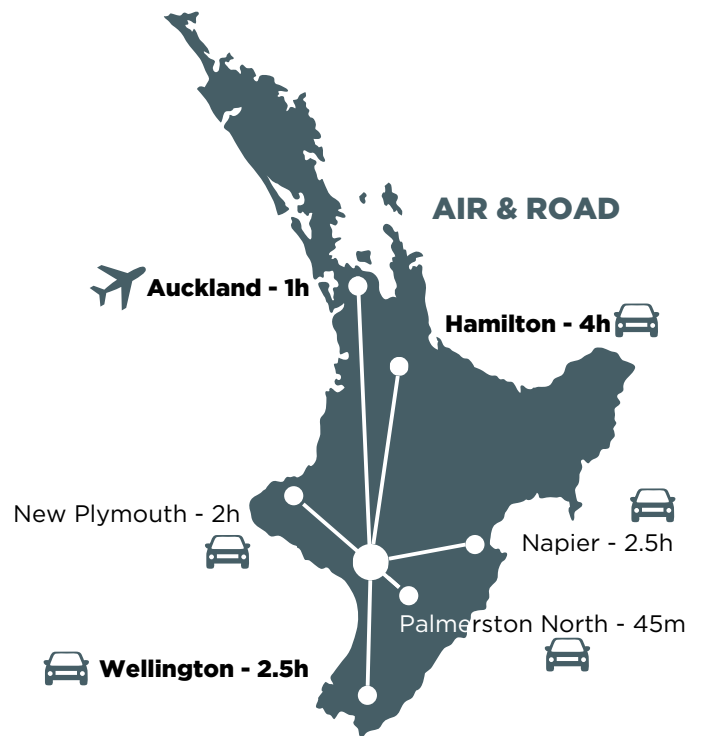 AIR & ROAD
Auckland - 1h
Hamilton - 4h
New Plymouth - 2h
Napier - 2.5h
Palmerston North - 45m
Wellington - 2.5h